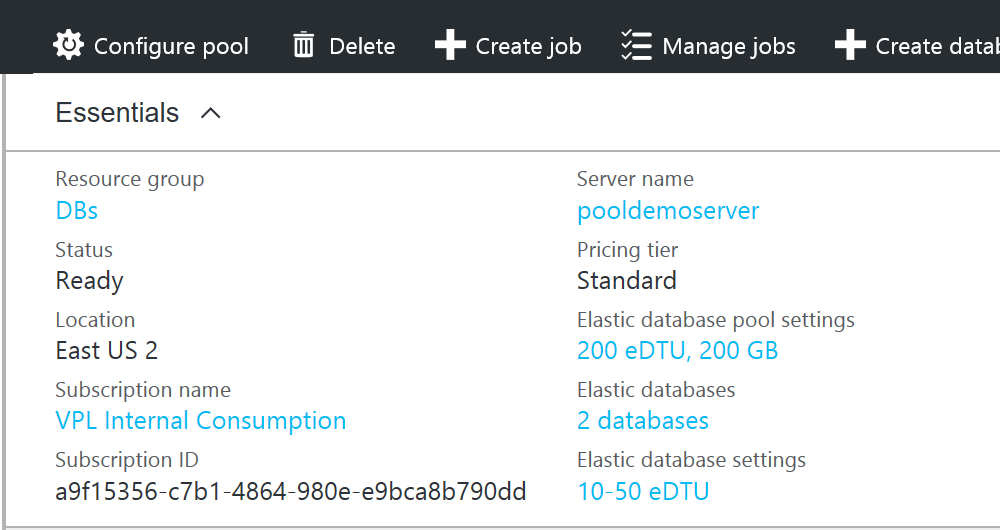 Configure pool Delete Create job Manage jobs Create datab
Essentials
Resource group
DBs
Status
Ready
Location
East US 2
Subscription name
VPL Internal Consumption
Subscription ID
a9f15356-c7b1-4864-980e-e9bca8b790dd
Server name
pooldemoserver
Pricing tier
Standard
Elastic database pool settings
200 eDTU, 200 GB
Elastic databases
2 databases
Elastic database settings
10-50 eDTU